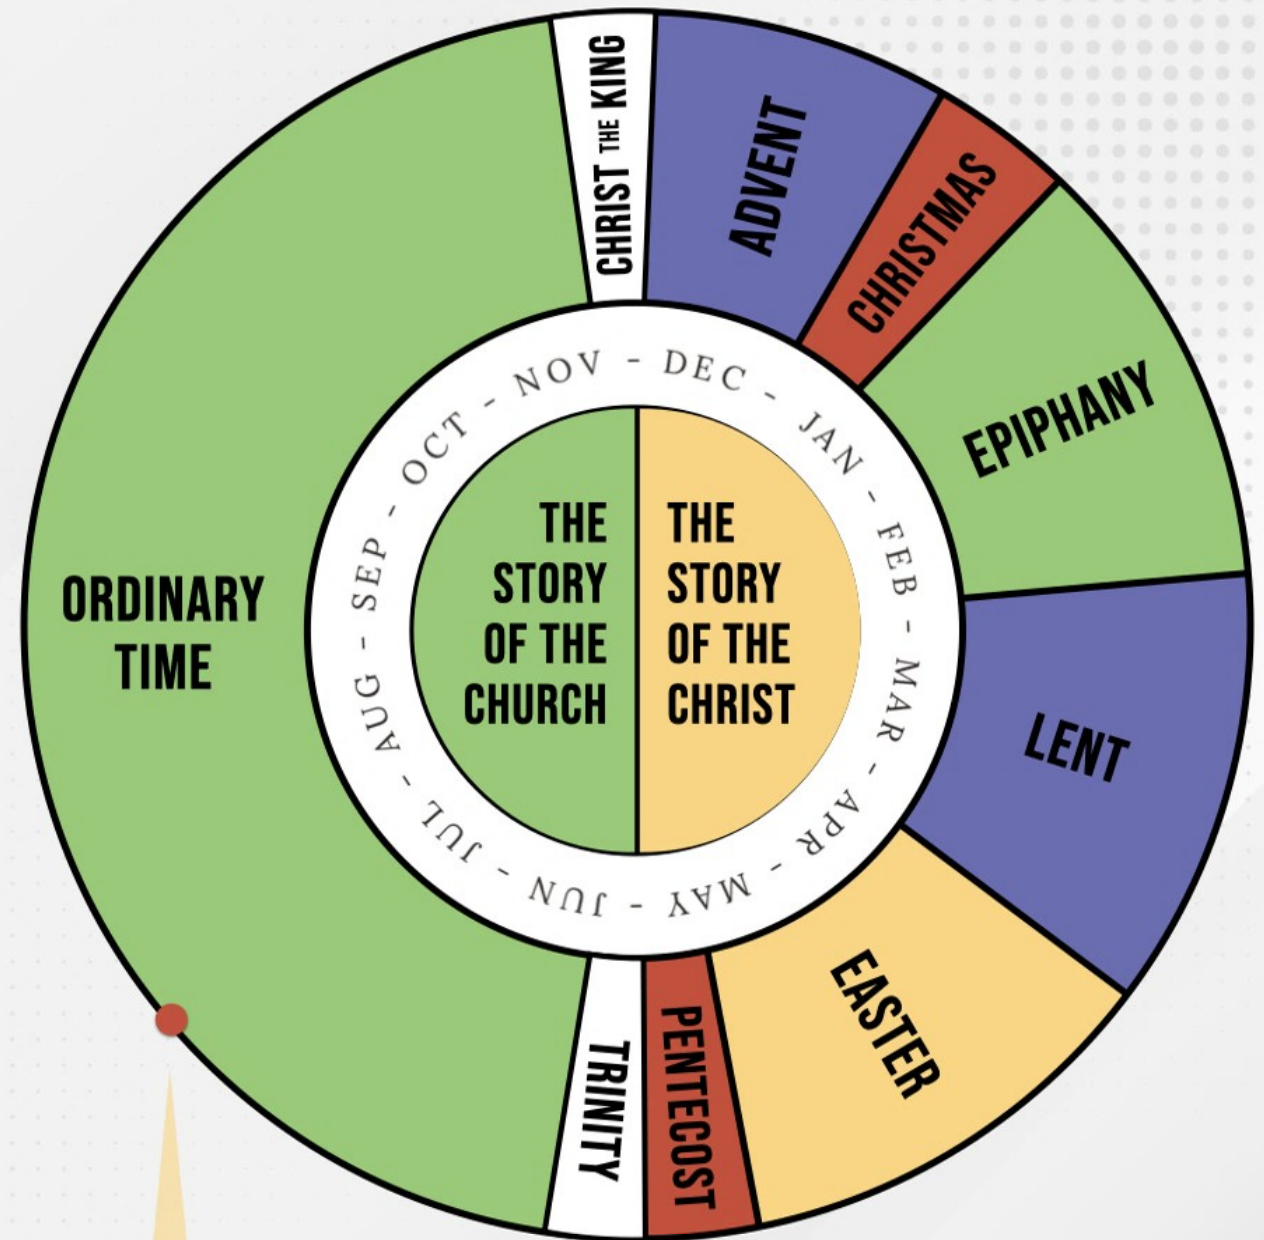 CHRIST THE KING
ADVENT
CHRISTMAS
EPIPHANY
LENT
EASTER
PENTECOST
TRINITY
ORDINARY
TIME
NOV - DEC - JAN - FEB - MAR - APR - MAY - JUN - JUL - AUG - SEP - OCT -
THE
STORY
OF THE
CHURCH
THE
STORY
OF THE
CHRIST